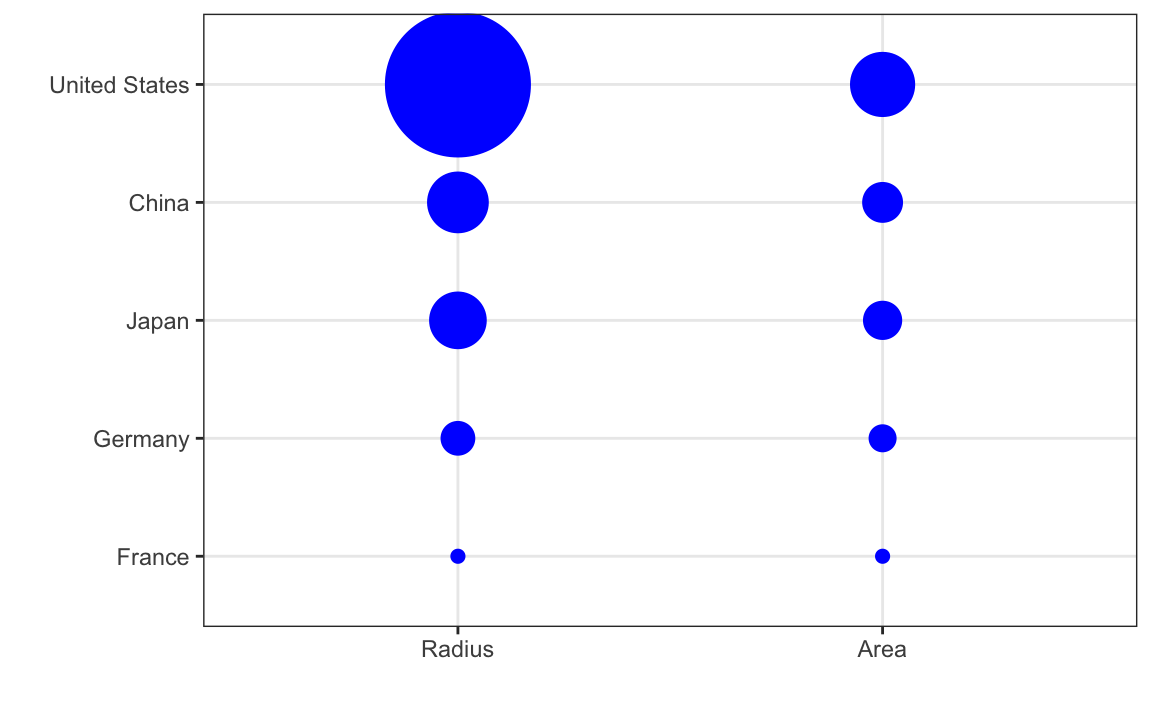 United States
China
Japan
Germany
France
Radius
Area